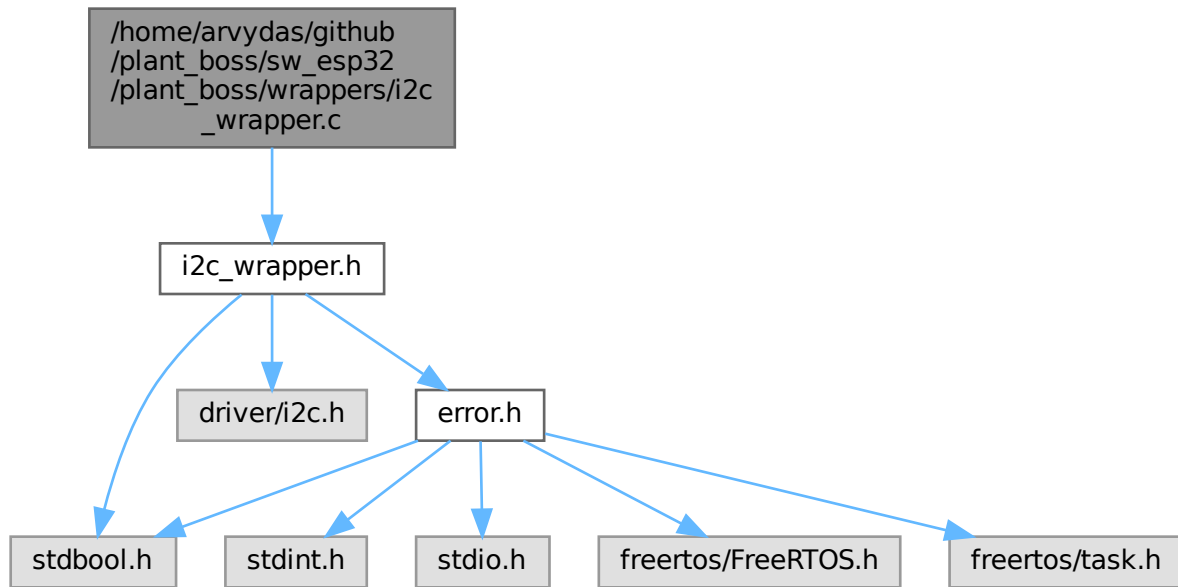 /home/arvydas/github
/plant_boss/sw_esp32
/plant_boss/wrappers/i2c
_wrapper.c
i2c_wrapper.h
driver/i2c.h
error.h
stdbool.h
stdint.h
stdio.h
freertos/FreeRTOS.h
freertos/task.h